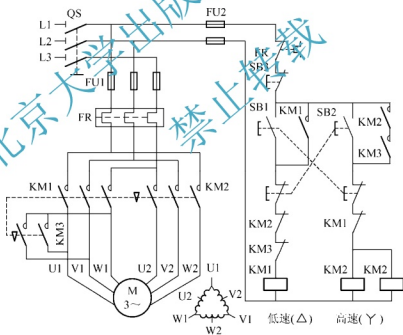 L1
QS
FU2
L2
L3
FU1
FR
SB3
FR
SB1
KM1
SB2
KM2
KM3
KM1
KM2
KM3
KM2
KM1
KM3
U1
V1
W1
U2
V2
W2
KM1
KM2
KM2
M
3~
U1
U2
V2
W1
V1
W2
低速(△)
高速(Y)
北京大学出版
禁止转载